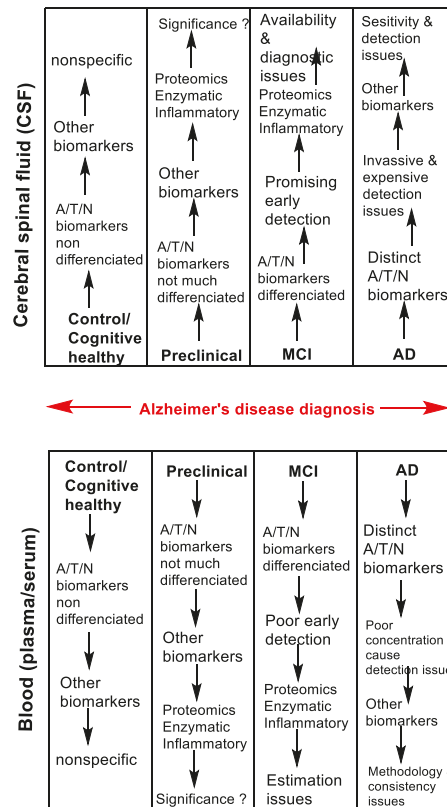 Cerebral spinal fluid (CSF)
nonspecific
Other
biomarkers
A/T/N
biomarkers
non
differenciated
Control/
Cognitive
healthy
Significance ?
Proteomics
Enzymatic
Inflammatory
Other
biomarkers
A/T/N
biomarkers
not much
differenciated
Preclinical
Availability
&
diagnostic
issues
Proteomics
Enzymatic
Inflammatory
Promising
early
detection
A/T/N
biomarkers
differenciated
MCI
Sesitivity &
detection
issues
Other
biomarkers
Invassive &
expensive
detection
issues
Distinct
A/T/N
biomarkers
AD
Alzheimer's disease diagnosis
Blood (plasma/serum)
Control/
Cognitive
healthy
A/T/N
biomarkers
non
differenciated
Other
biomarkers
nonspecific
Preclinical
A/T/N
biomarkers
not much
differenciated
Other
biomarkers
Proteomics
Enzymatic
Inflammatory
Significance ?
MCI
A/T/N
biomarkers
differenciated
Poor early
detection
Proteomics
Enzymatic
Inflammatory
Estimation
issues
AD
Distinct
A/T/N
biomarkers
Poor
concentration
cause
detection issue
Other
biomarkers
Methodology
consistency
issues